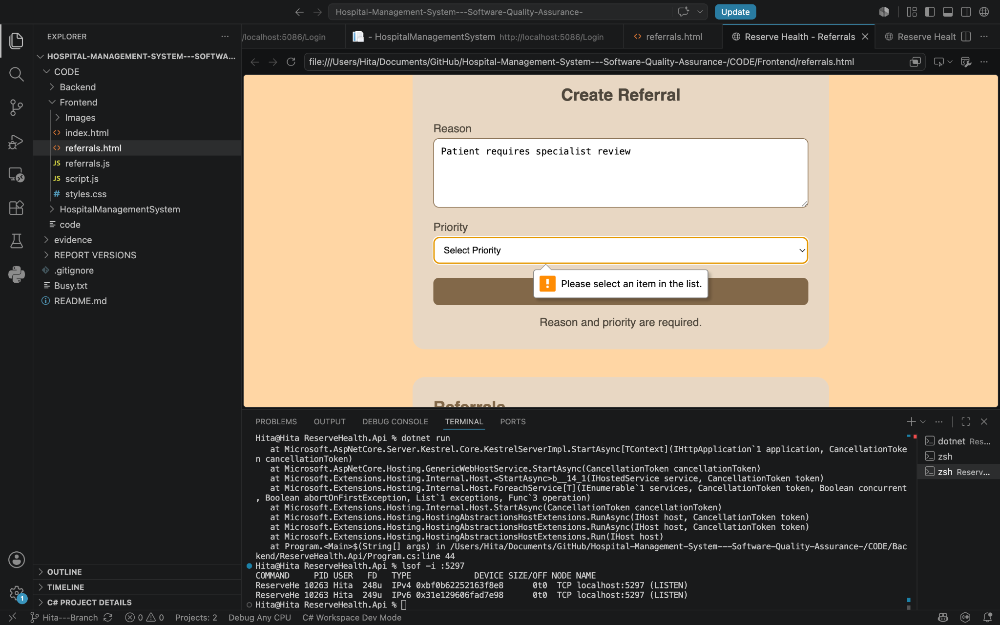 Hospital-Management-System---Software-Quality-Assurance-
Update
EXPLORER
/localhost:5086/Login
- HospitalManagementSystem http://localhost:5086/Login
referrals.html
Reserve Health - Referrals
Reserve Healt
HOSPITAL-MANAGEMENT-SYSTEM---SOFTWA...
file:///Users/Hita/Documents/GitHub/Hospital-Management-System---Software-Quality-Assurance-/CODE/Frontend/referrals.html
CODE
Backend
Frontend
Images
index.html
referrals.html
JS referrals.js
JS script.js
# styles.css
HospitalManagementSystem
code
evidence
REPORT VERSIONS
.gitignore
Busy.txt
README.md
OUTLINE
TIMELINE
C# PROJECT DETAILS
Create Referral
Reason
Patient requires specialist review
Priority
Select Priority
Please select an item in the list.
Reason and priority are required.
Referrals
PROBLEMS
OUTPUT
DEBUG CONSOLE
TERMINAL
PORTS
Hita@Hita ReserveHealth.Api % dotnet run
at Microsoft.AspNetCore.Server.Kestrel.Core.KestrelServerImpl.StartAsync[TContext](IHttpApplication`1 application, CancellationToke
n cancellationToken)
at Microsoft.AspNetCore.Hosting.GenericWebHostService.StartAsync(CancellationToken cancellationToken)
at Microsoft.Extensions.Hosting.Internal.Host.<StartAsync>b__14_1(IHostedService service, CancellationToken token)
at Microsoft.Extensions.Hosting.Internal.Host.ForeachService[T](IEnumerable`1 services, CancellationToken token, Boolean concurrent
, Boolean abortOnFirstException, List`1 exceptions, Func`3 operation)
at Microsoft.Extensions.Hosting.Internal.Host.StartAsync(CancellationToken cancellationToken)
at Microsoft.Extensions.Hosting.HostingAbstractionsHostExtensions.RunAsync(IHost host, CancellationToken token)
at Microsoft.Extensions.Hosting.HostingAbstractionsHostExtensions.RunAsync(IHost host, CancellationToken token)
at Microsoft.Extensions.Hosting.HostingAbstractionsHostExtensions.Run(IHost host)
at Program.<Main>$(String[] args) in /Users/Hita/Documents/GitHub/Hospital-Management-System---Software-Quality-Assurance-/CODE/Bac
kend/ReserveHealth.Api/Program.cs:line 44
Hita@Hita ReserveHealth.Api % lsof -i :5297
COMMAND PID USER FD TYPE DEVICE SIZE/OFF NODE NAME
ReserveHe 10263 Hita 248u IPv4 0xbf0b62252163f8e8 0t0 TCP localhost:5297 (LISTEN)
ReserveHe 10263 Hita 249u IPv6 0x31e129606fad7e98 0t0 TCP localhost:5297 (LISTEN)
Hita@Hita ReserveHealth.Api %
dotnet Res...
zsh
zsh Reserv...
1
Hita---Branch
0
0
Projects: 2
Debug Any CPU
C# Workspace Dev Mode